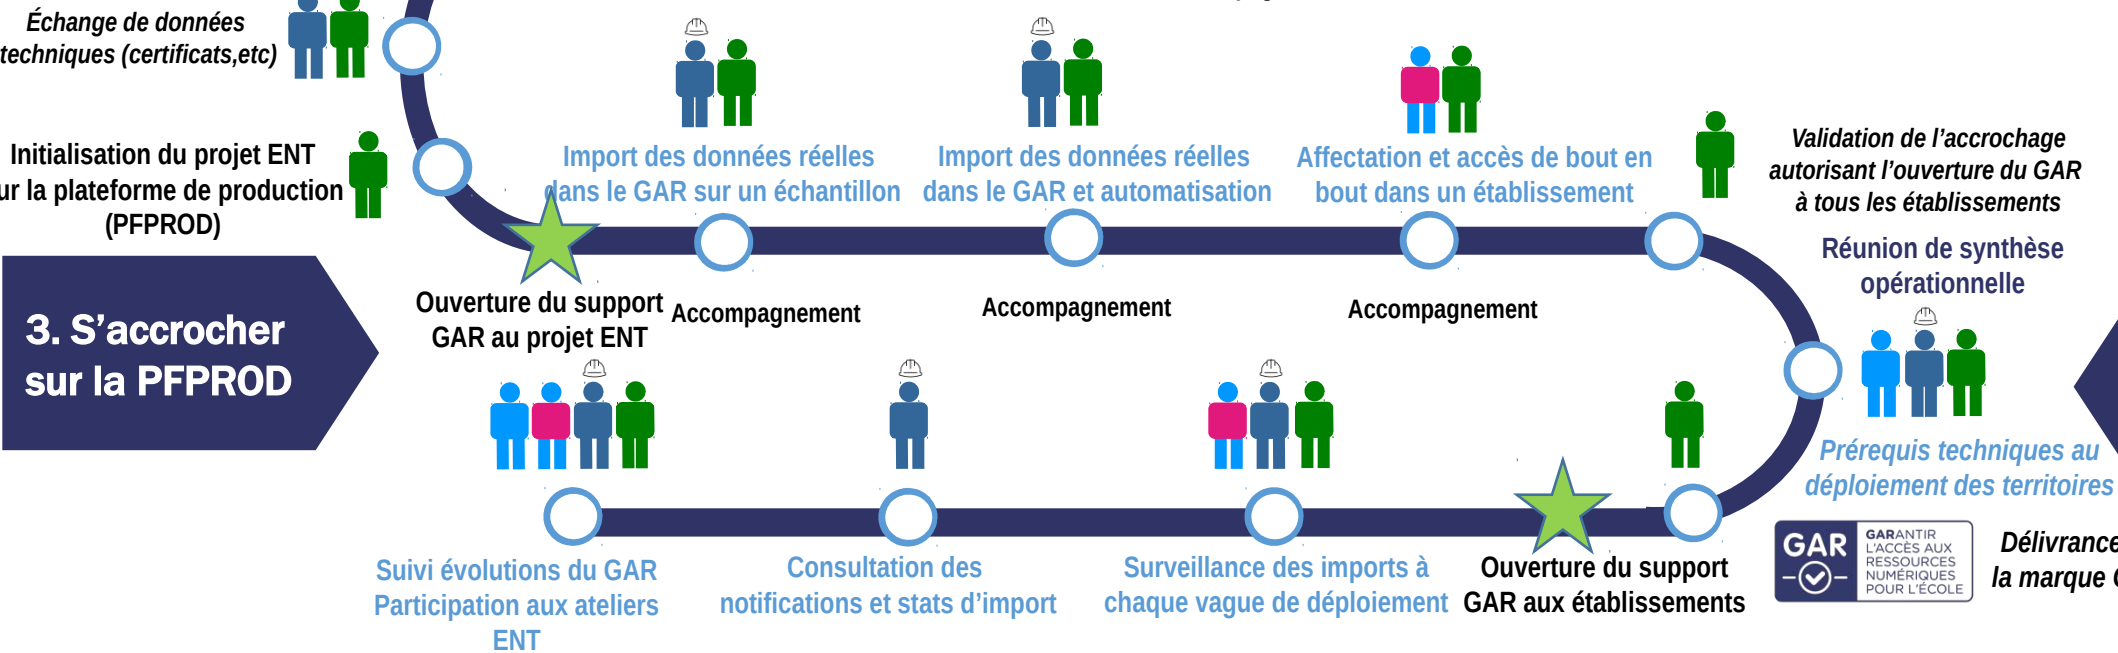 Échange de données
techniques (certificats,etc)
Initialisation du projet ENT
ur la plateforme de production
(PFPROD)
Import des données réelles
dans le GAR sur un échantillon
Import des données réelles
dans le GAR et automatisation
Affectation et accès de bout en
bout dans un établissement
Validation de l’accrochage
autorisant l’ouverture du GAR
à tous les établissements
Réunion de synthèse
opérationnelle
3. S’accrocher
sur la PFPROD
Ouverture du support
GAR au projet ENT
Accompagnement
Accompagnement
Accompagnement
Prérequis techniques au
déploiement des territoires
Suivi évolutions du GAR
Participation aux ateliers
ENT
Consultation des
notifications et stats d’import
Surveillance des imports à
chaque vague de déploiement
Ouverture du support
GAR aux établissements
GAR
GARANTIR
L'ACCÈS AUX
RESSOURCES
NUMÉRIQUES
POUR L'ÉCOLE
Délivrance
la marque